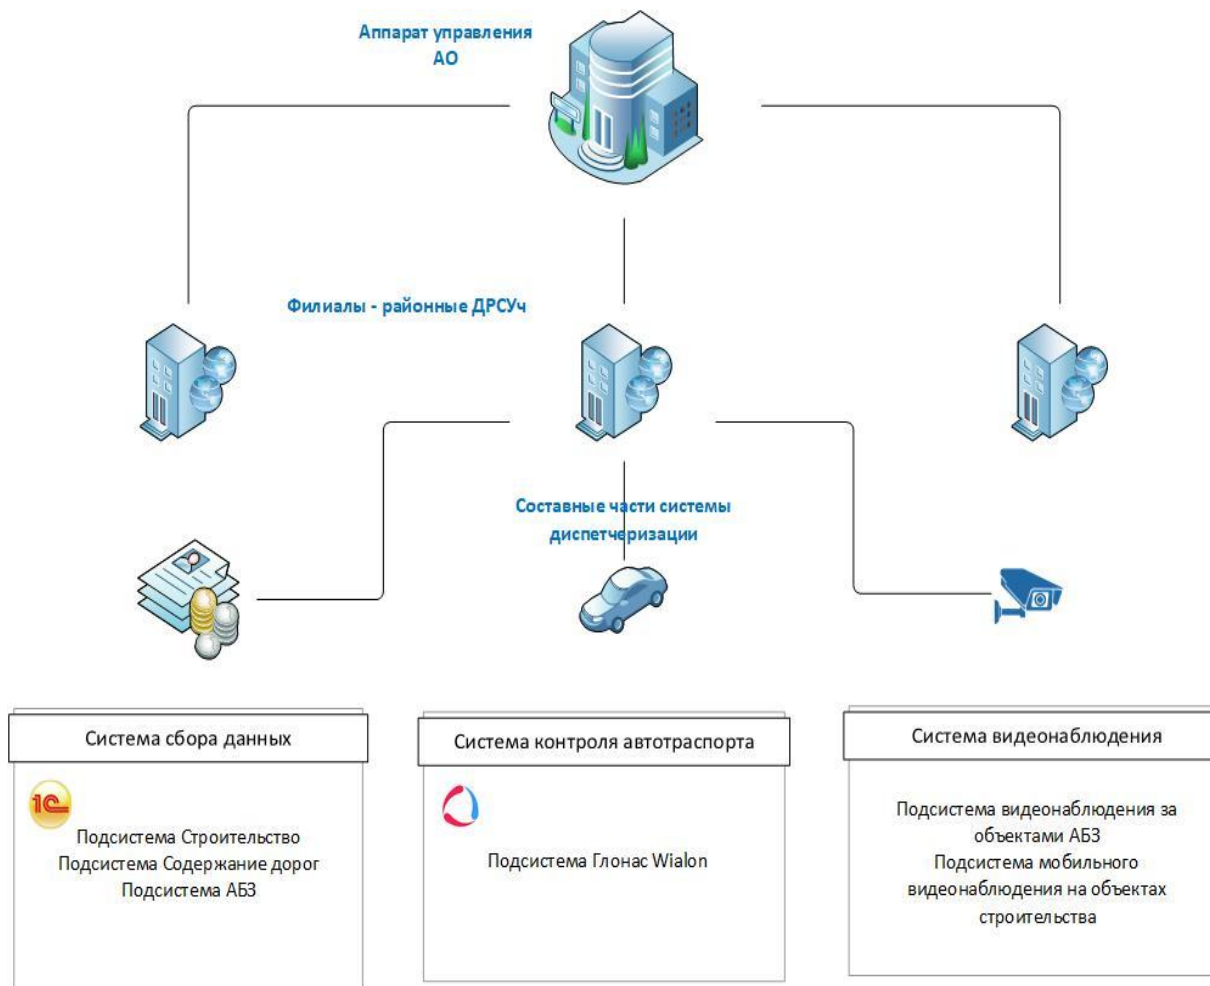 Аппарат управления
АО
Филиалы - районные ДРСУч
Составные части системы
диспетчеризации
Система сбора данных
1С
Подсистема Строительство
Подсистема Содержание дорог
Подсистема АБЗ
Система контроля автотраспорта
Подсистема Глонас Wialon
Система видеонаблюдения
Подсистема видеонаблюдения за
объектами АБЗ
Подсистема мобильного
видеонаблюдения на объектах
строительства